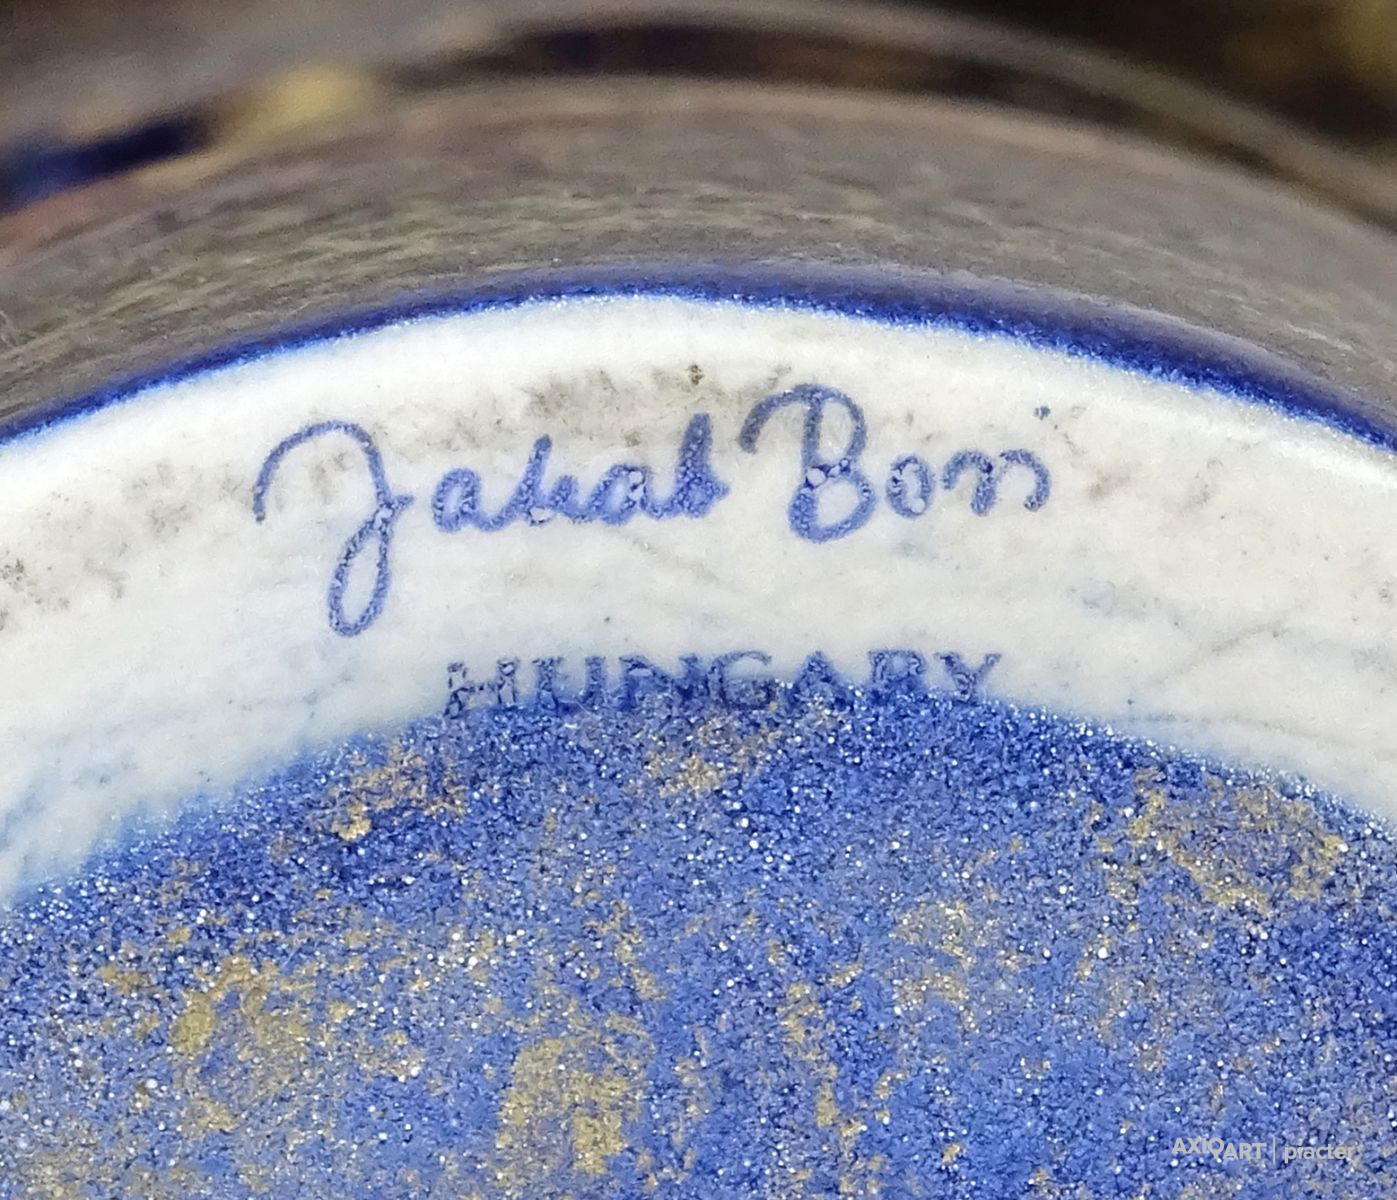 Jakab Bori
HUNGARY
AXIOART | practer